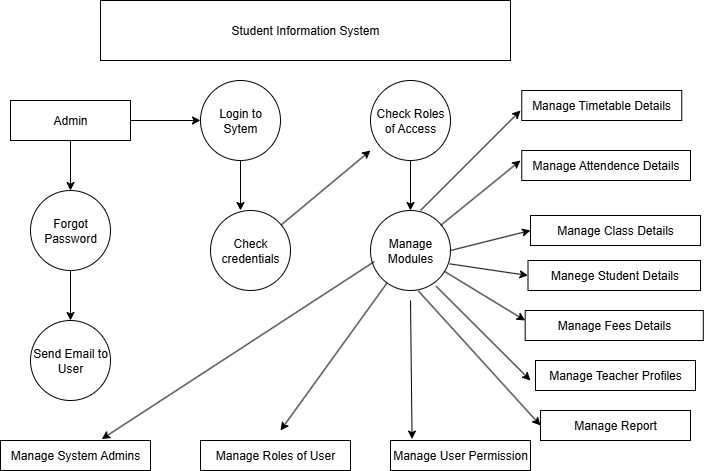 Student Information System
Admin
Login to
Sytem
Check Roles
of Access
Manage Timetable Details
Manage Attendence Details
Forgot
Password
Check
credentials
Manage
Modules
Manage Class Details
Manege Student Details
Manage Fees Details
Send Email to
User
Manage Teacher Profiles
Manage Report
Manage System Admins
Manage Roles of User
Manage User Permission